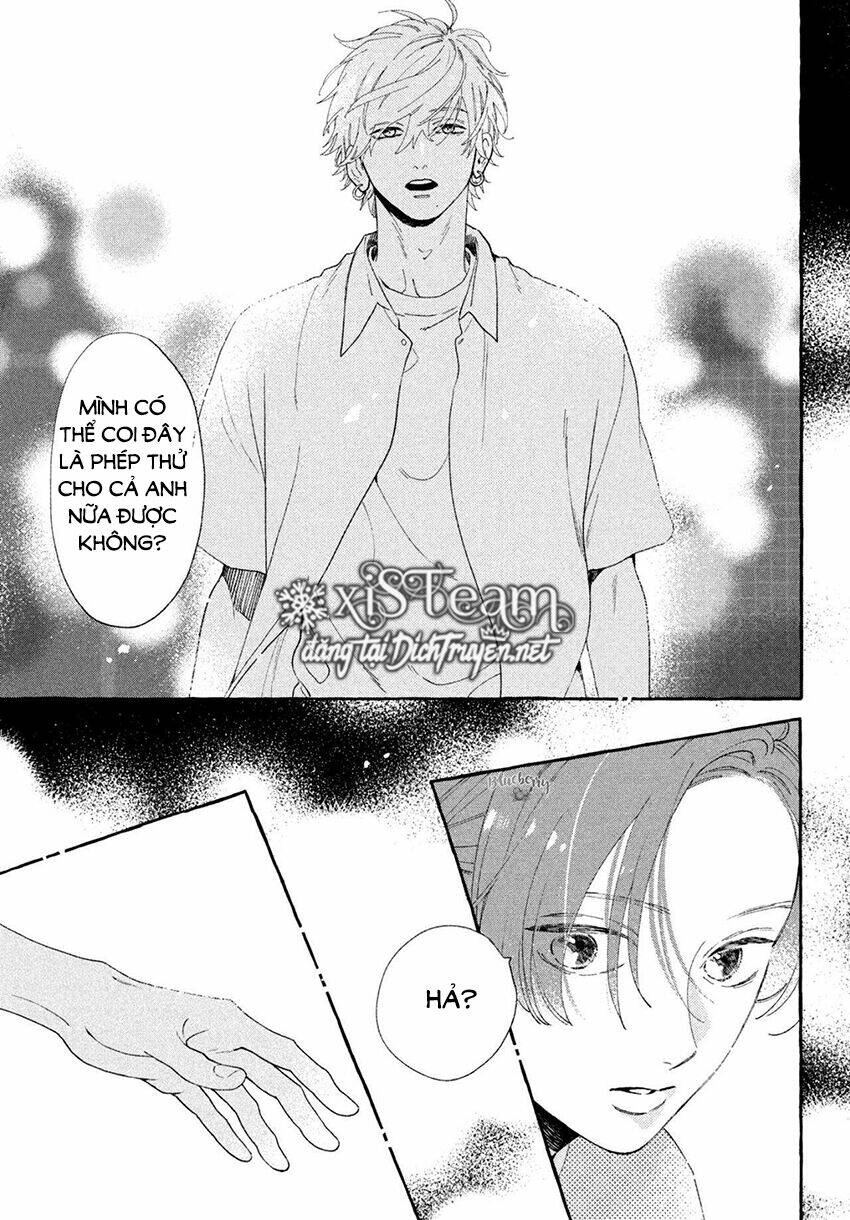 MÌNH CÓ
THỂ COI ĐÂY
LÀ PHÉP THỬ
CHO CẢ ANH
NỮA ĐƯỢC
KHÔNG?
xiSTeam
đăng tại DichTruyen.net
Blueberry
HẢ?